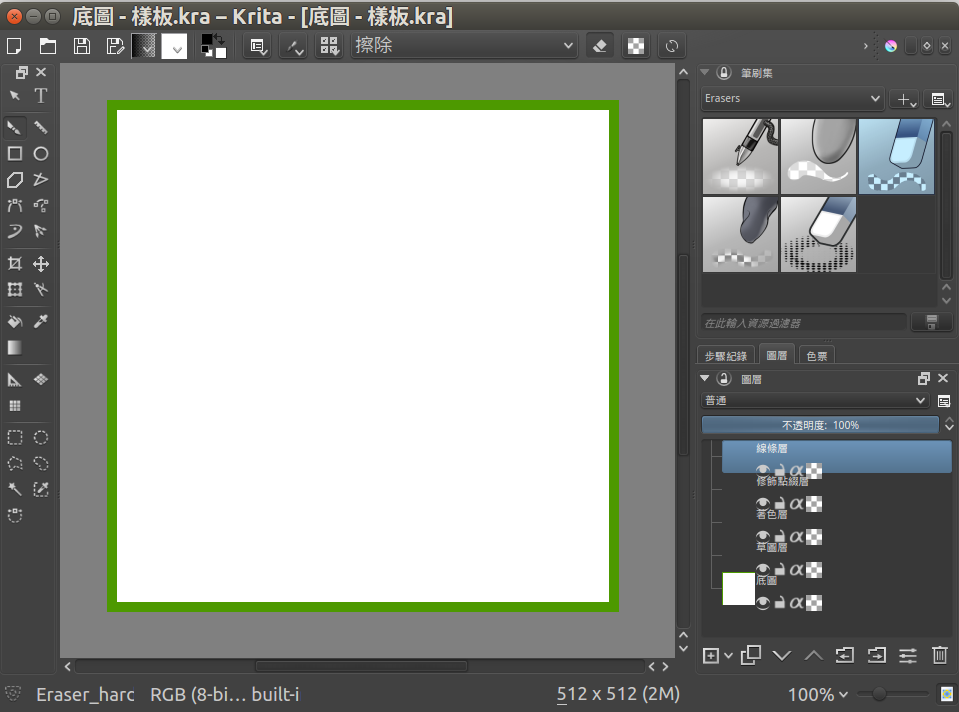 底圖 - 樣板.kra – Krita - [底圖 - 樣板.kra]
擦除
T
筆刷集
Erasers
在此輸入資源過濾器
步驟紀錄 圖層 色票
圖層
普通
不透明度: 100%
線條層
修飾點綴層
著色層
草圖層
底圖
Eraser_harc RGB (8-bi... built-i 512 x 512 (2M) 100%